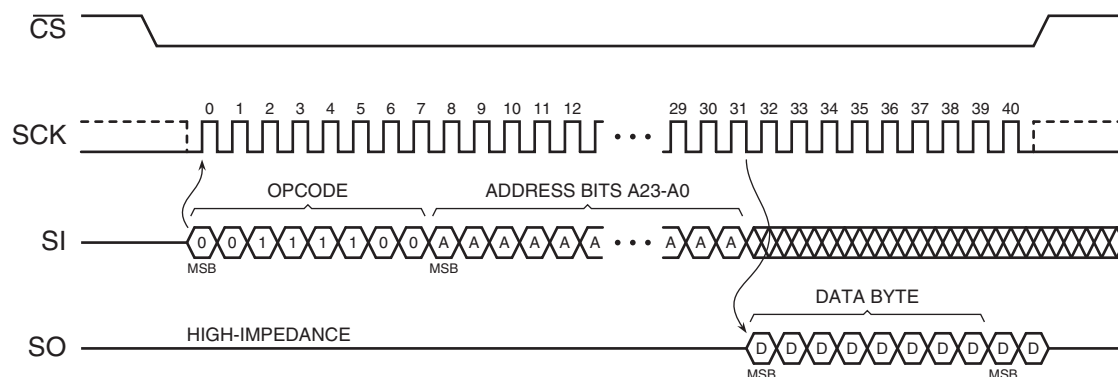 CS
SCK
0 1 2 3 4 5 6 7 8 9 10 11 12 29 30 31 32 33 34 35 36 37 38 39 40
OPCODE ADDRESS BITS A23-A0
SI
0 0 1 1 1 1 0 0 A A A A A A A A A
MSB MSB
DATA BYTE
SO
HIGH-IMPEDANCE
D D D D D D D D D D
MSB MSB